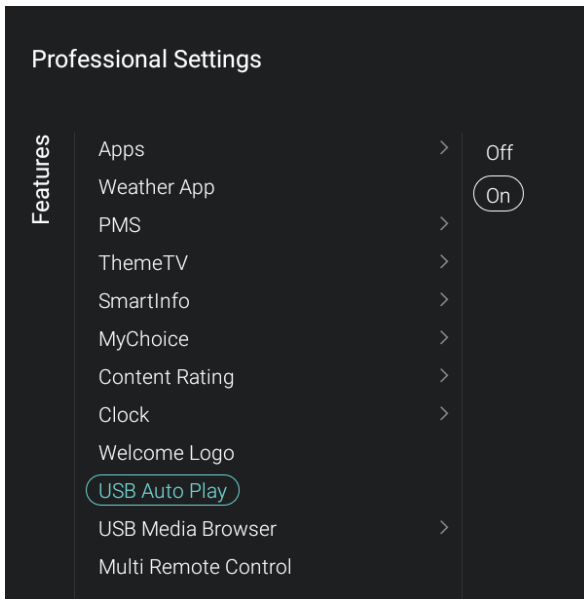 Professional Settings
Features
Apps
Weather App
PMS
ThemeTV
SmartInfo
MyChoice
Content Rating
Clock
Welcome Logo
USB Auto Play
USB Media Browser
Multi Remote Control
Off
On